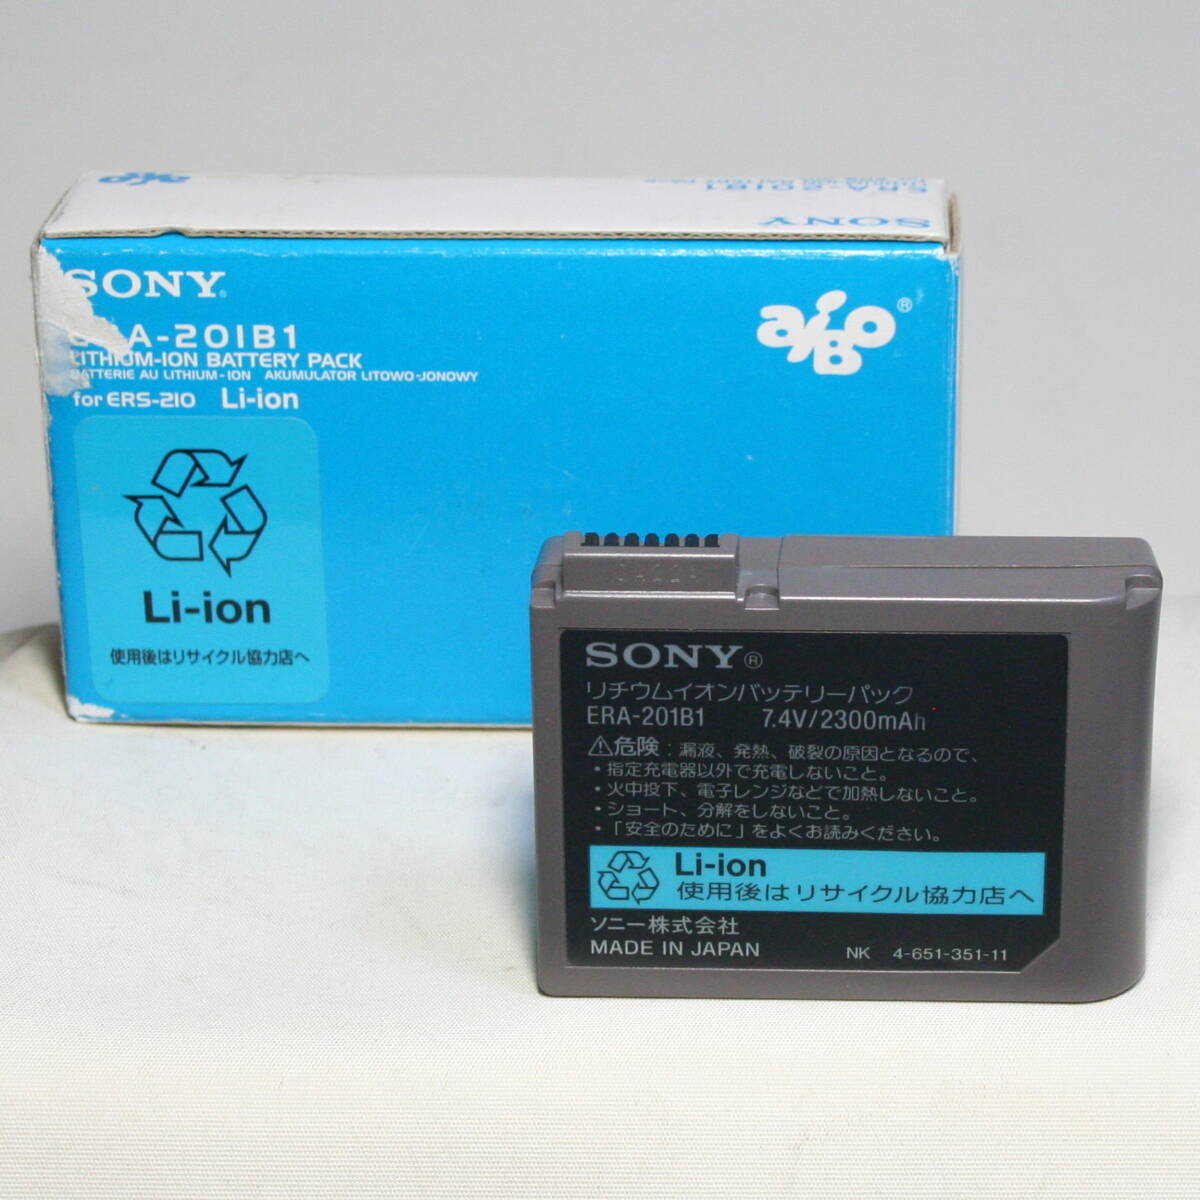 aibo
ERA-201B1
SONY
SONY®
aibo®
ERA-201B1
LITHIUM-ION BATTERY PACK
BATTERIE AU LITHIUM-ION AKUMULATOR LITOWO-JONOWY
for ERS-210 Li-ion
Li-ion
使用後はリサイクル協力店へ
SONY®
リチウムイオンバッテリーパック
ERA-201B1 7.4V/2300mAh
⚠危険：漏液、発熱、破裂の原因となるので、
・指定充電器以外で充電しないこと。
・火中投下、電子レンジなどで加熱しないこと。
・ショート、分解をしないこと。
・「安全のために」をよくお読みください。
Li-ion
使用後はリサイクル協力店へ
ソニー株式会社
MADE IN JAPAN NK 4-651-351-11